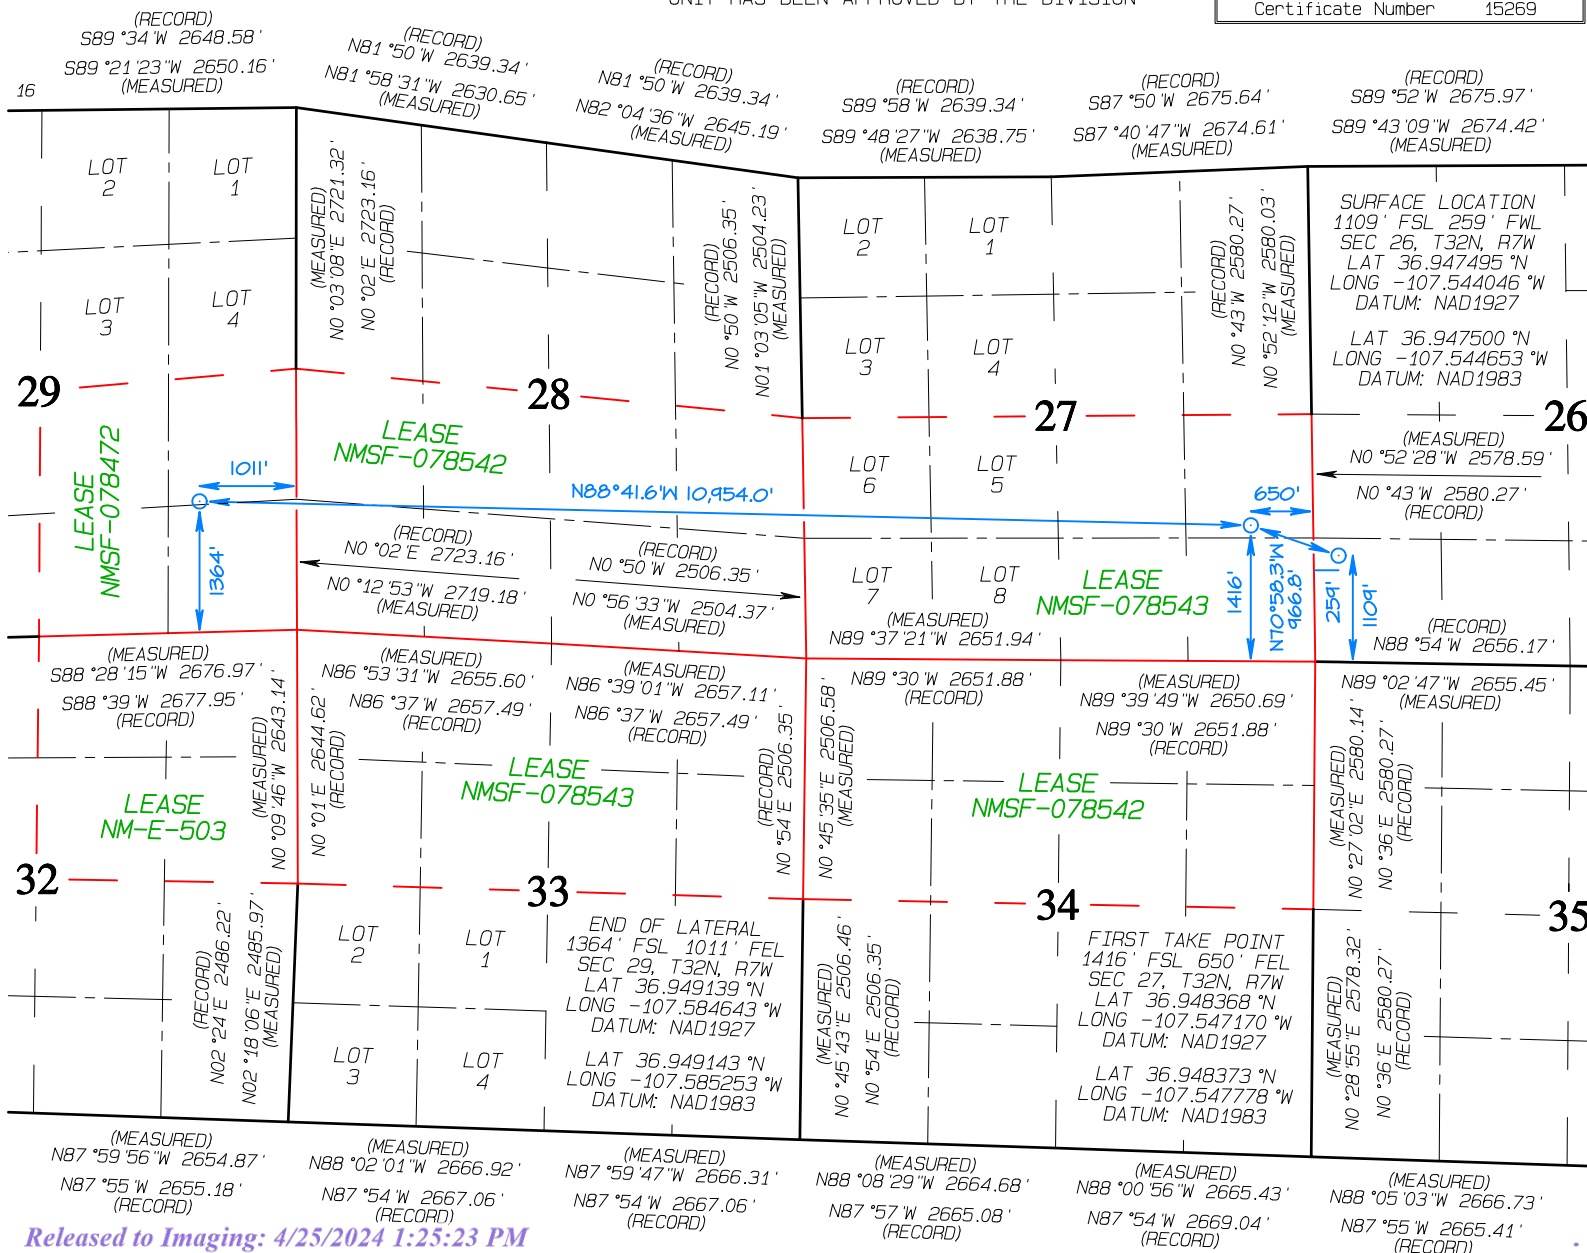 UNIT HAS BEEN APPROVED BY THE DIVISION
Certificate Number 15269
(RECORD)
S89°34'W 2648.58'
S89°21'23"W 2650.16'
(MEASURED)
(RECORD)
N81°50'W 2639.34'
N81°58'31"W 2630.65'
(MEASURED)
(RECORD)
N81°50'W 2639.34'
N82°04'36"W 2645.19'
(MEASURED)
(RECORD)
S89°58'W 2639.34'
S89°48'27"W 2638.75'
(MEASURED)
(RECORD)
S87°50'W 2675.64'
S87°40'47"W 2674.61'
(MEASURED)
(RECORD)
S89°52'W 2675.97'
S89°43'09"W 2674.42'
(MEASURED)
16
LOT
2
LOT
1
LOT
3
LOT
4
(MEASURED)
N0°03'08"E 2721.32'
N0°02'E 2723.16'
(RECORD)
(RECORD)
N0°50'W 2506.35'
N01°03'05"W 2504.23'
(MEASURED)
LOT
2
LOT
1
LOT
3
LOT
4
(RECORD)
N0°43'W 2580.27'
N0°52'12"W 2580.03'
(MEASURED)
SURFACE LOCATION
1109' FSL 259' FWL
SEC 26, T32N, R7W
LAT 36.947495°N
LONG -107.544046°W
DATUM: NAD1927
LAT 36.947500°N
LONG -107.544653°W
DATUM: NAD1983
29
28
27
26
LEASE
NMSF-078472
LEASE
NMSF-078542
1011'
1364'
N88°41.6'W 10,954.0'
LOT
6
LOT
5
650'
(MEASURED)
N0°52'28"W 2578.59'
N0°43'W 2580.27'
(RECORD)
(RECORD)
N0°02'E 2723.16'
N0°12'53"W 2719.18'
(MEASURED)
(RECORD)
N0°50'W 2506.35'
N0°56'33"W 2504.37'
(MEASURED)
LOT
7
LOT
8
LEASE
NMSF-078543
1416'
N70°58.3'W
966.8'
259'
1109'
(MEASURED)
N89°37'21"W 2651.94'
(RECORD)
N88°54'W 2656.17'
(MEASURED)
S88°28'15"W 2676.97'
S88°39'W 2677.95'
(RECORD)
(MEASURED)
N86°53'31"W 2655.60'
N86°37'W 2657.49'
(RECORD)
(MEASURED)
N86°39'01"W 2657.11'
N86°37'W 2657.49'
(RECORD)
N89°30'W 2651.88'
(RECORD)
(MEASURED)
N89°39'49"W 2650.69'
N89°30'W 2651.88'
(RECORD)
N89°02'47"W 2655.45'
(MEASURED)
(MEASURED)
N0°09'46"W 2643.14'
N0°01'E 2644.62'
(RECORD)
(RECORD)
N0°54'E 2506.35'
N0°45'35"E 2506.58'
(MEASURED)
(MEASURED)
N0°27'02"E 2580.14'
N0°36'E 2580.27'
(RECORD)
LEASE
NM-E-503
LEASE
NMSF-078543
LEASE
NMSF-078542
32
33
34
35
(RECORD)
N02°24'E 2486.22'
N02°18'06"E 2485.97'
(MEASURED)
LOT
2
LOT
1
LOT
3
LOT
4
END OF LATERAL
1364' FSL 1011' FEL
SEC 29, T32N, R7W
LAT 36.949139°N
LONG -107.584643°W
DATUM: NAD1927
LAT 36.949143°N
LONG -107.585253°W
DATUM: NAD1983
(MEASURED)
N0°45'43"E 2506.46'
N0°54'E 2506.35'
(RECORD)
FIRST TAKE POINT
1416' FSL 650' FEL
SEC 27, T32N, R7W
LAT 36.948368°N
LONG -107.547170°W
DATUM: NAD1927
LAT 36.948373°N
LONG -107.547778°W
DATUM: NAD1983
(MEASURED)
N0°28'55"E 2578.32'
N0°36'E 2580.27'
(RECORD)
(MEASURED)
N87°59'56"W 2654.87'
N87°55'W 2655.18'
(RECORD)
(MEASURED)
N88°02'01"W 2666.92'
N87°54'W 2667.06'
(RECORD)
(MEASURED)
N87°59'47"W 2666.31'
N87°54'W 2667.06'
(RECORD)
(MEASURED)
N88°08'29"W 2664.68'
N87°57'W 2665.08'
(RECORD)
(MEASURED)
N88°00'56"W 2665.43'
N87°54'W 2669.04'
(RECORD)
(MEASURED)
N88°05'03"W 2666.73'
N87°55'W 2665.41'
(RECORD)
Released to Imaging: 4/25/2024 1:25:23 PM